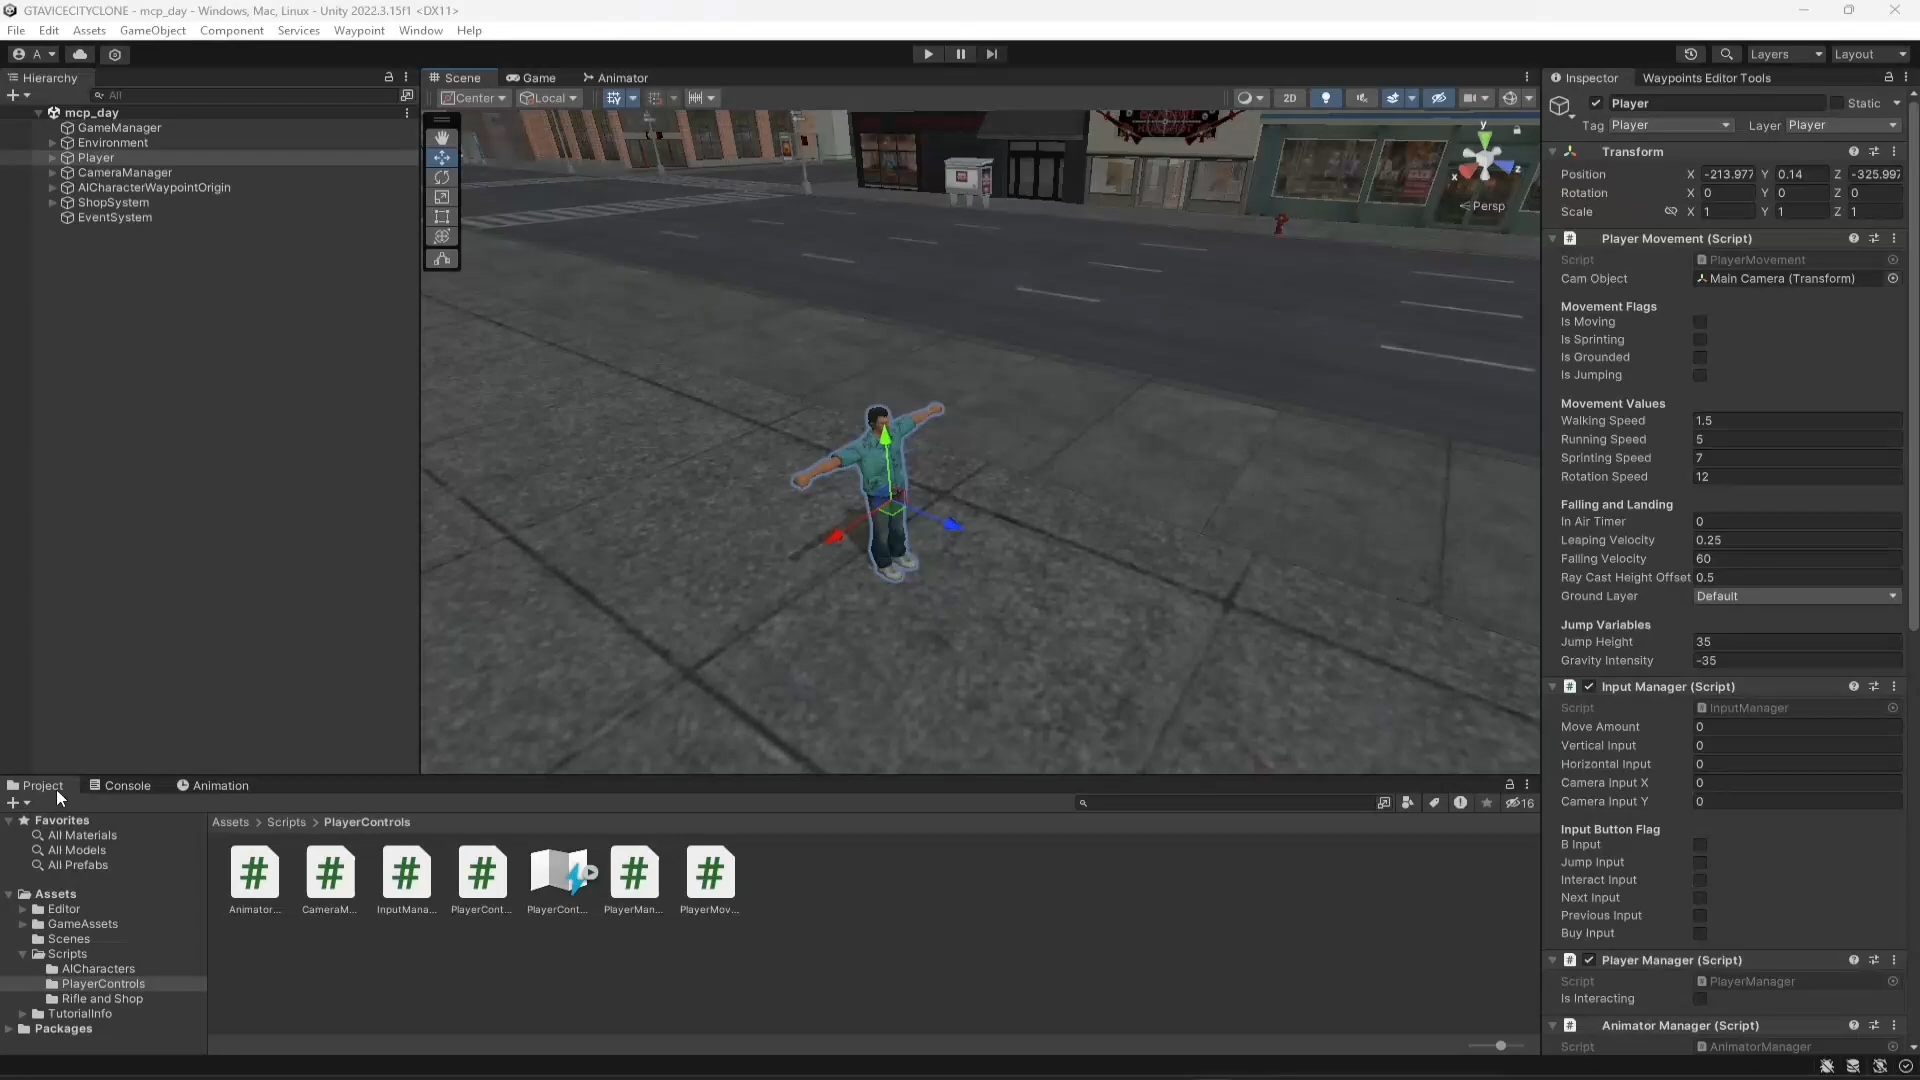 GTAVICECITYCLONE - mcp_day - Windows, Mac, Linux - Unity 2022.3.15f1 <DX11>
File Edit Assets GameObject Component Services Waypoint Window Help
A Layers Layout
Hierarchy
All
mcp_day
GameManager
Environment
Player
CameraManager
AICharacterWaypointOrigin
ShopSystem
EventSystem
Scene Game Animator
Center Local 2D
y
x z
Persp
Inspector Waypoints Editor Tools
Player Static
Tag Player Layer Player
Transform
Position X -213.977 Y 0.14 Z -325.997
Rotation X 0 Y 0 Z 0
Scale X 1 Y 1 Z 1
Player Movement (Script)
Script PlayerMovement
Cam Object Main Camera (Transform)
Movement Flags
Is Moving
Is Sprinting
Is Grounded
Is Jumping
Movement Values
Walking Speed 1.5
Running Speed 5
Sprinting Speed 7
Rotation Speed 12
Falling and Landing
In Air Timer 0
Leaping Velocity 0.25
Falling Velocity 60
Ray Cast Height Offset 0.5
Ground Layer Default
Jump Variables
Jump Height 35
Gravity Intensity -35
Input Manager (Script)
Script InputManager
Move Amount 0
Vertical Input 0
Horizontal Input 0
Camera Input X 0
Camera Input Y 0
Input Button Flag
B Input
Jump Input
Interact Input
Next Input
Previous Input
Buy Input
Player Manager (Script)
Script PlayerManager
Is Interacting
Animator Manager (Script)
Script AnimatorManager
Project Console Animation
16
Favorites
All Materials
All Models
All Prefabs
Assets
Editor
GameAssets
Scenes
Scripts
AICharacters
PlayerControls
Rifle and Shop
TutorialInfo
Packages
Assets > Scripts > PlayerControls
Animator... CameraM... InputMana... PlayerCont... PlayerCont... PlayerMan... PlayerMov...